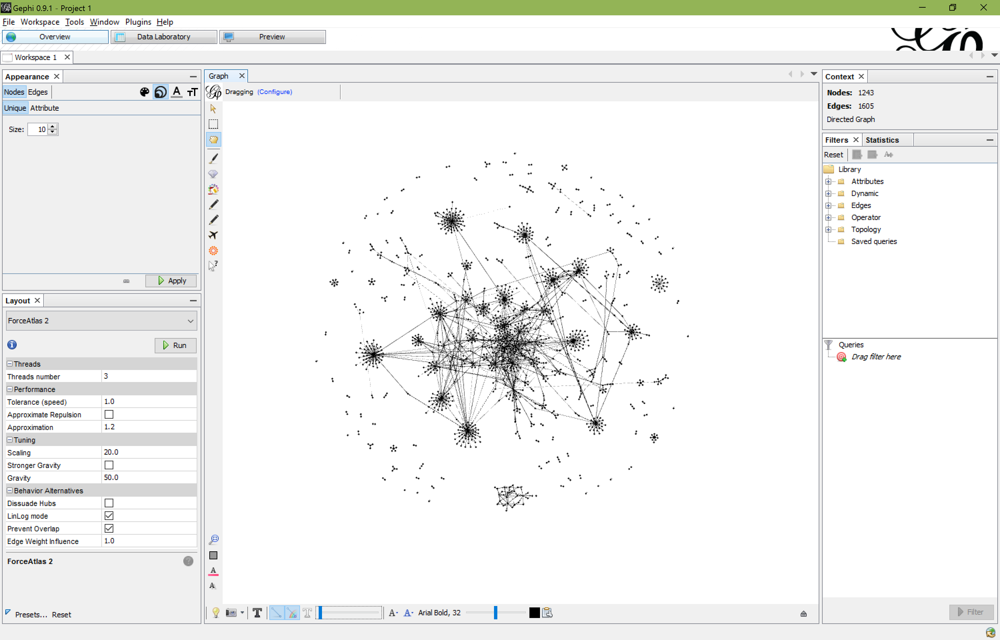 Gephi 0.9.1 - Project 1
File Workspace Tools Window Plugins Help
Overview Data Laboratory Preview
Workspace 1
Appearance
Nodes Edges
Unique Attribute
Size: 10
Apply
Layout
ForceAtlas 2
Run
Threads
Threads number 3
Performance
Tolerance (speed) 1.0
Approximate Repulsion
Approximation 1.2
Tuning
Scaling 20.0
Stronger Gravity
Gravity 50.0
Behavior Alternatives
Dissuade Hubs
LinLog mode
Prevent Overlap
Edge Weight Influence 1.0
ForceAtlas 2
Presets... Reset
Graph
Dragging (Configure)
Arial Bold, 32
Context
Nodes: 1243
Edges: 1605
Directed Graph
Filters Statistics
Reset
Library
Attributes
Dynamic
Edges
Operator
Topology
Saved queries
Queries
Drag filter here
Filter